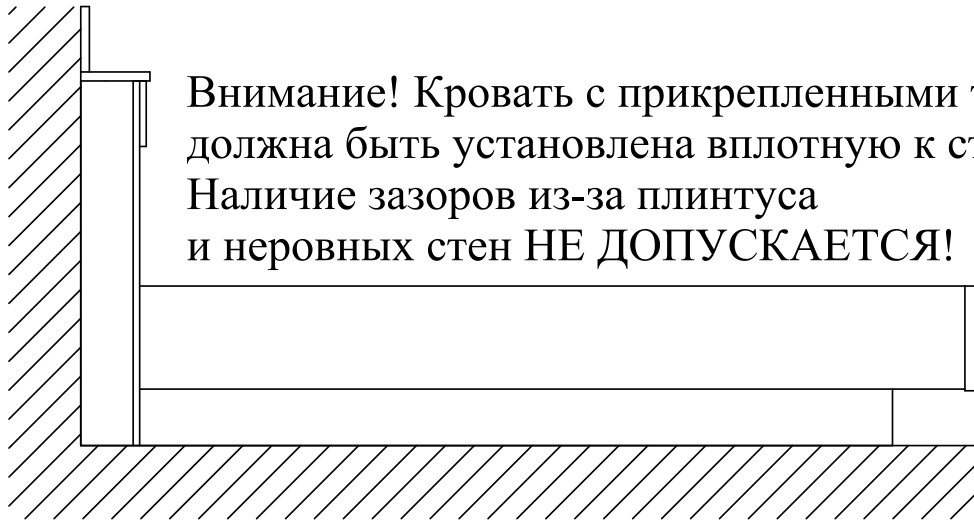 Внимание! Кровать с прикрепленными
должна быть установлена вплотную к
Наличие зазоров из-за плинтуса
и неровных стен НЕ ДОПУСКАЕТСЯ!